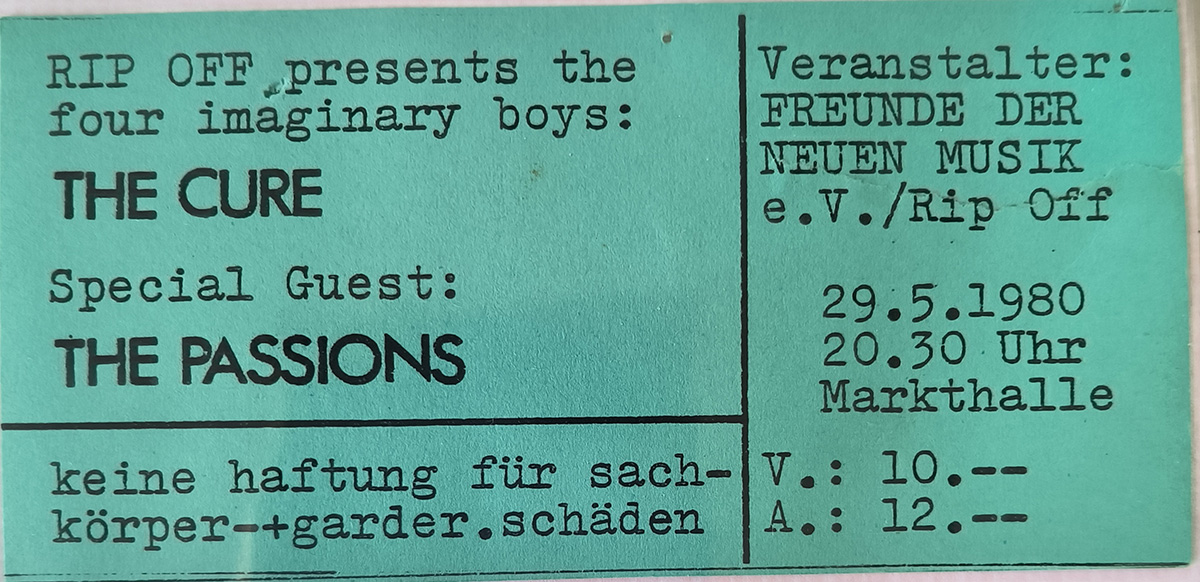 RIP OFF presents the
four imaginary boys:
THE CURE
Special Guest:
THE PASSIONS
keine haftung für sach-
körper-+garder.schäden
Veranstalter:
FREUNDE DER
NEUEN MUSIK
e.V./Rip Off
29.5.1980
20.30 Uhr
Markthalle
V.: 10.--
A.: 12.--